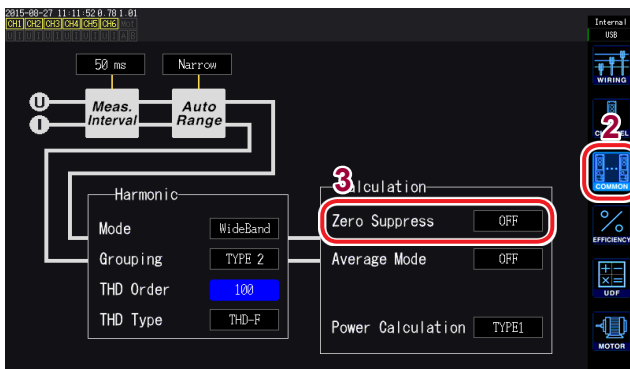 2015-08-27 11:11:52 0.78 1.01
CH1 CH2 CH3 CH4 CH5 CH6
U I U I U I U I U I U I A B
Internal
USB
50 ms
Narrow
U
I
Meas.
Interval
Auto
Range
WIRING
2
COMMON
3
Harmonic
Mode
WideBand
Grouping
TYPE 2
THD Order
100
THD Type
THD-F
Zero Suppress
OFF
Average Mode
OFF
Power Calculation
TYPE1
%
EFFICIENCY
UDF
MOTOR